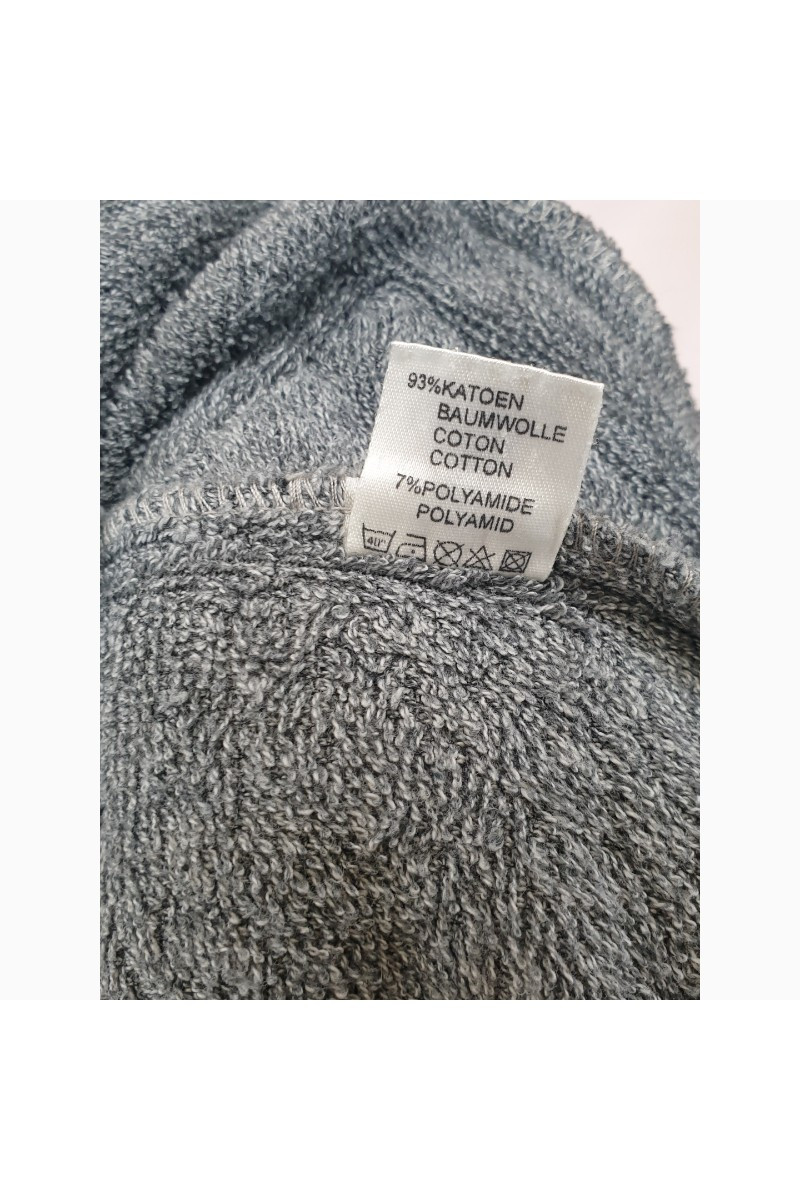 93%KATOEN
BAUMWOLLE
COTON
COTTON
7%POLYAMIDE
POLYAMID
40°